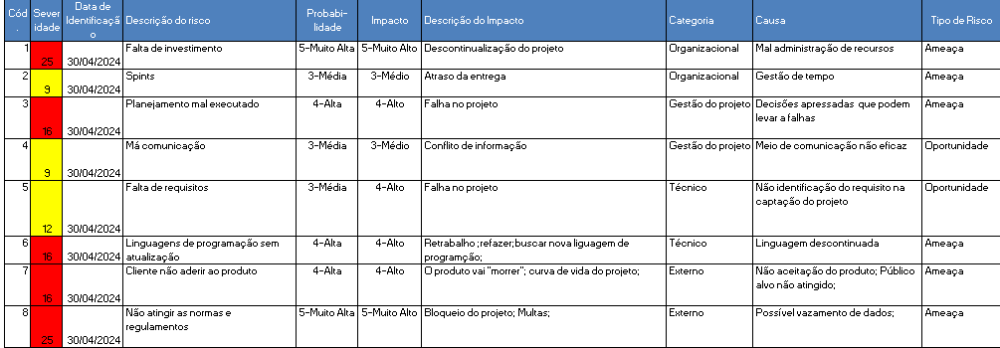 Cód. Severidade Data de Identificação Descrição do risco Probabi-lidade Impacto Descrição do Impacto Categoria Causa Tipo de Risco
1 25 30/04/2024 Falta de investimento 5-Muito Alta 5-Muito Alto Descontinualização do projeto Organizacional Mal administração de recursos Ameaça
2 9 30/04/2024 Spints 3-Média 3-Médio Atraso da entrega Organizacional Gestão de tempo Ameaça
3 16 30/04/2024 Planejamento mal executado 4-Alta 4-Alto Falha no projeto Gestão do projeto Decisões apressadas que podem levar a falhas Ameaça
4 9 30/04/2024 Má comunicação 3-Média 3-Médio Conflito de informação Gestão do projeto Meio de comunicação não eficaz Oportunidade
5 12 30/04/2024 Falta de requisitos 3-Média 4-Alto Falha no projeto Técnico Não identificação do requisito na captação do projeto Oportunidade
6 16 30/04/2024 Linguagens de programação sem atualização 4-Alta 4-Alto Retrabalho ;refazer;buscar nova liguagem de programção; Técnico Linguagem descontinuada Ameaça
7 16 30/04/2024 Cliente não aderir ao produto 4-Alta 4-Alto O produto vai "morrer"; curva de vida do projeto; Externo Não aceitação do produto; Público alvo não atingido; Ameaça
8 25 30/04/2024 Não atingir as normas e regulamentos 5-Muito Alta 5-Muito Alto Bloqueio do projeto; Multas; Externo Possível vazamento de dados; Ameaça